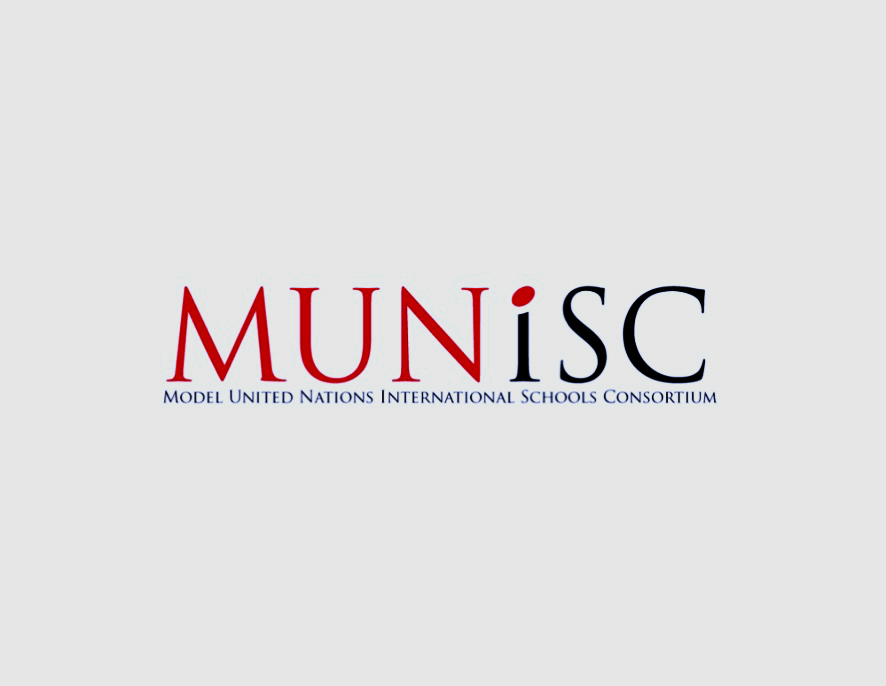 MUNiSC
Model United Nations International Schools Consortium